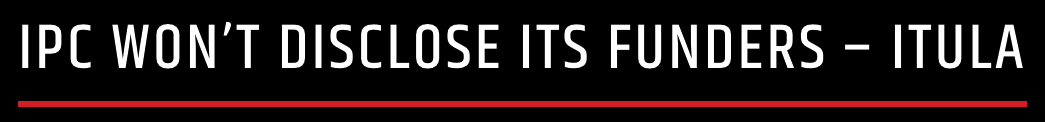 IPC WON’T DISCLOSE ITS FUNDERS – ITULA